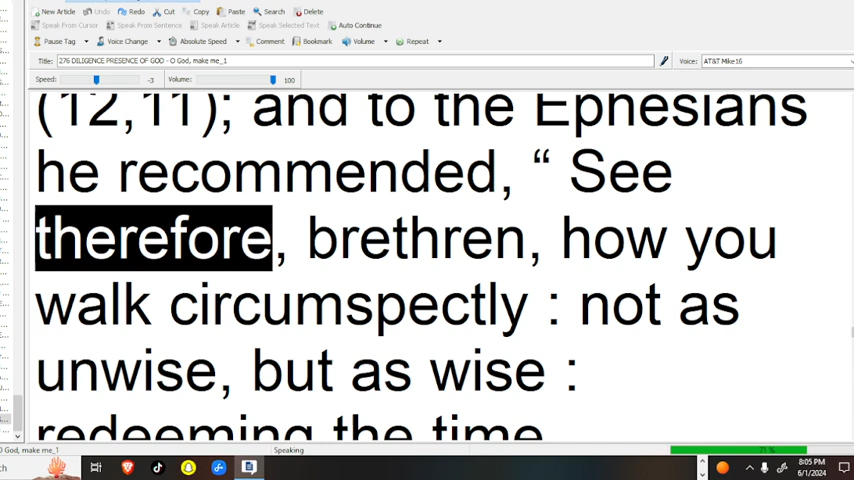 New Article Undo Redo Cut Copy Paste Search Delete
Speak From Cursor Speak From Sentence Speak Article Speak Selected Text Auto Continue
Pause Tag Voice Change Absolute Speed Comment Bookmark Volume Repeat
Title: 276 DILIGENCE PRESENCE OF GOD - O God, make me_1 Voice: AT&T Mike16
Speed: -3 Volume: 100
(12,11); and to the Ephesians
he recommended, “ See
therefore, brethren, how you
walk circumspectly : not as
unwise, but as wise :
redeeming the time
O God, make me_1 Speaking 71 %
ch 8:05 PM
6/1/2024